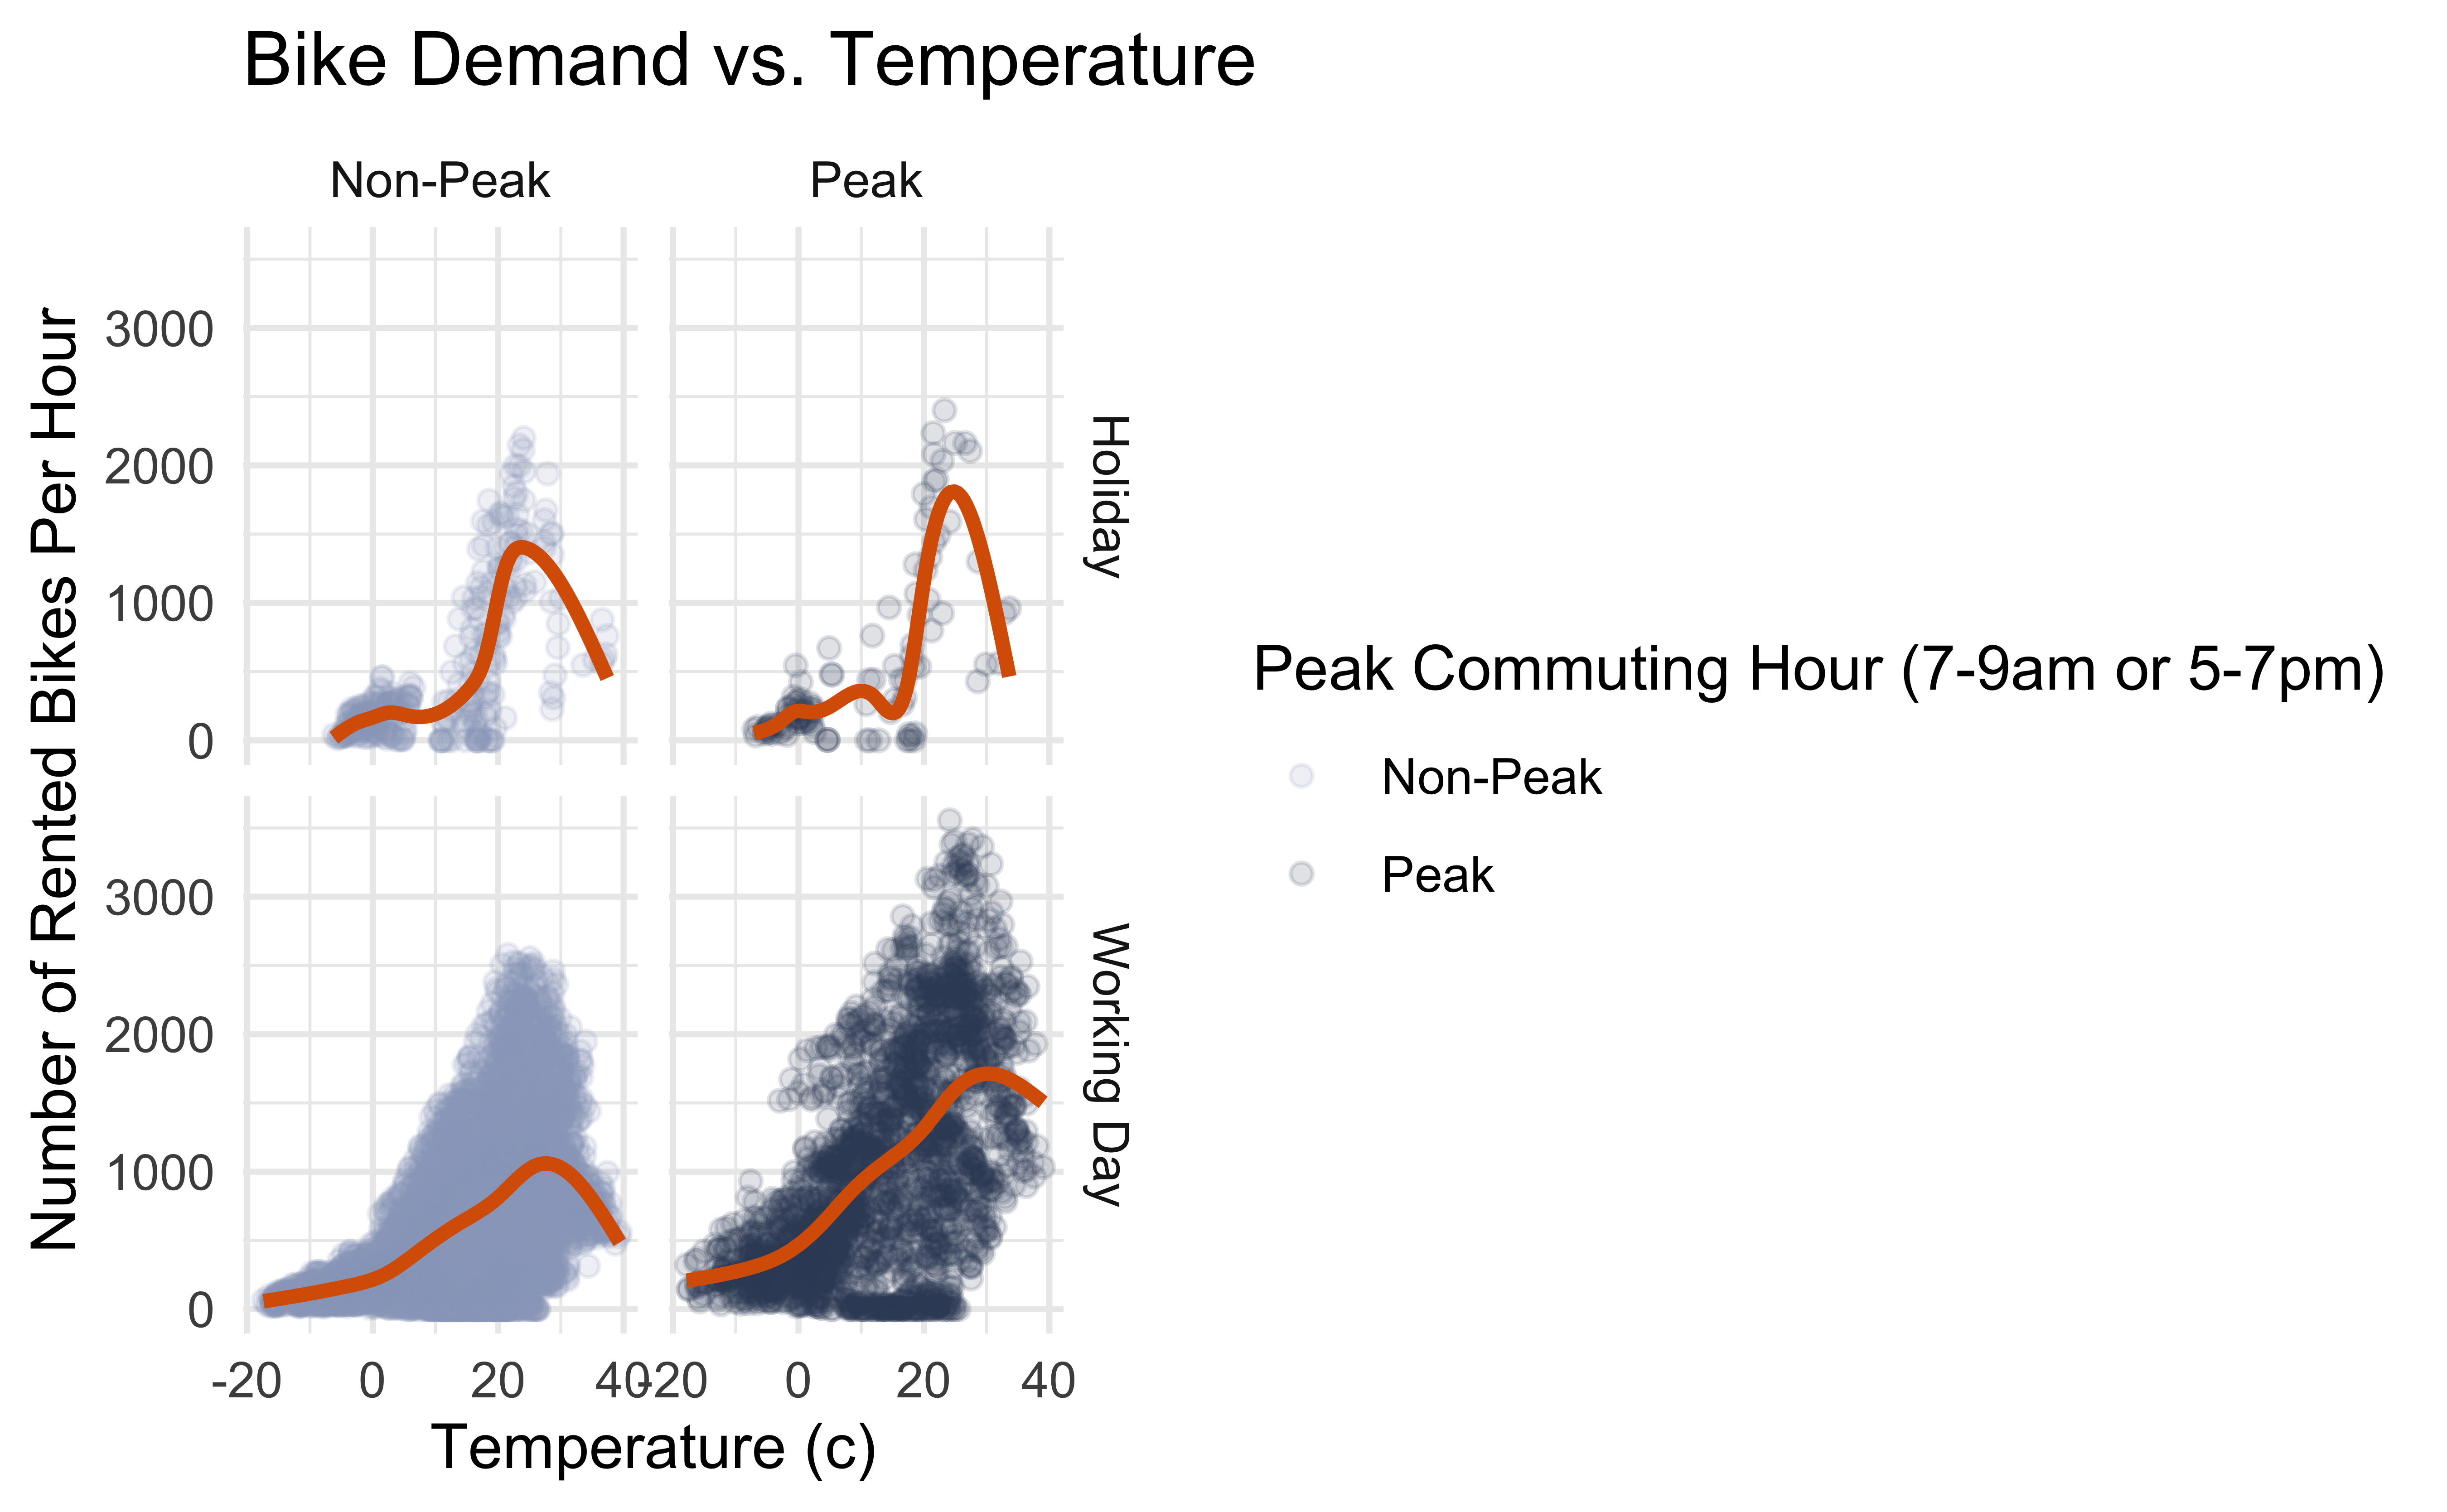 Bike Demand vs. Temperature
Non-Peak
Peak
Number of Rented Bikes Per Hour
3000
2000
1000
0
Holiday
3000
2000
1000
0
Working Day
-20
0
20
40
-20
0
20
40
Temperature (c)
Peak Commuting Hour (7-9am or 5-7pm)
Non-Peak
Peak